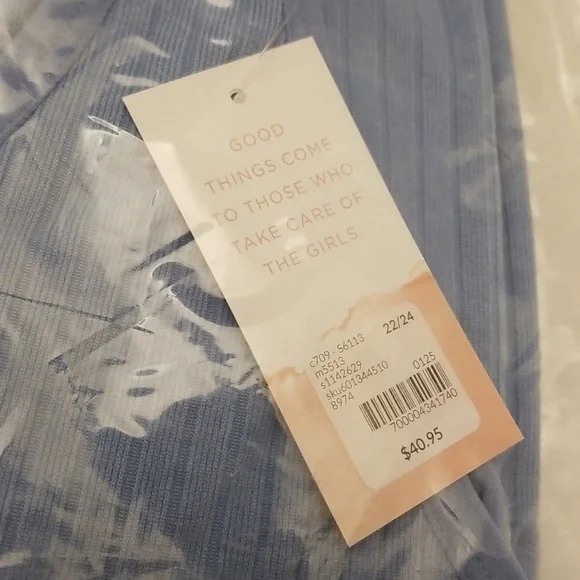 GOOD
THINGS COME
TO THOSE WHO
TAKE CARE OF
THE GIRLS.
c709 - S6113 22/24
m5513
s1142629
sku601344510 0125
8974
700004341740
$40.95